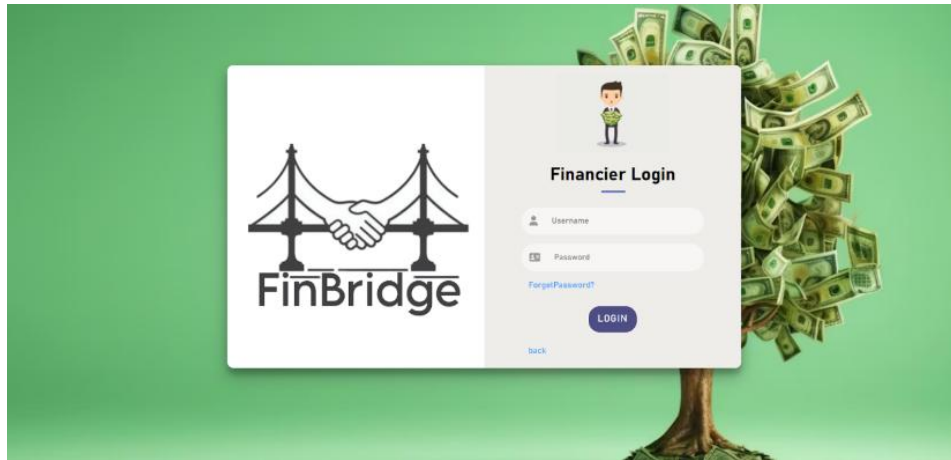 FinBridge
Financier Login
Username
Password
ForgetPassword?
LOGIN
back